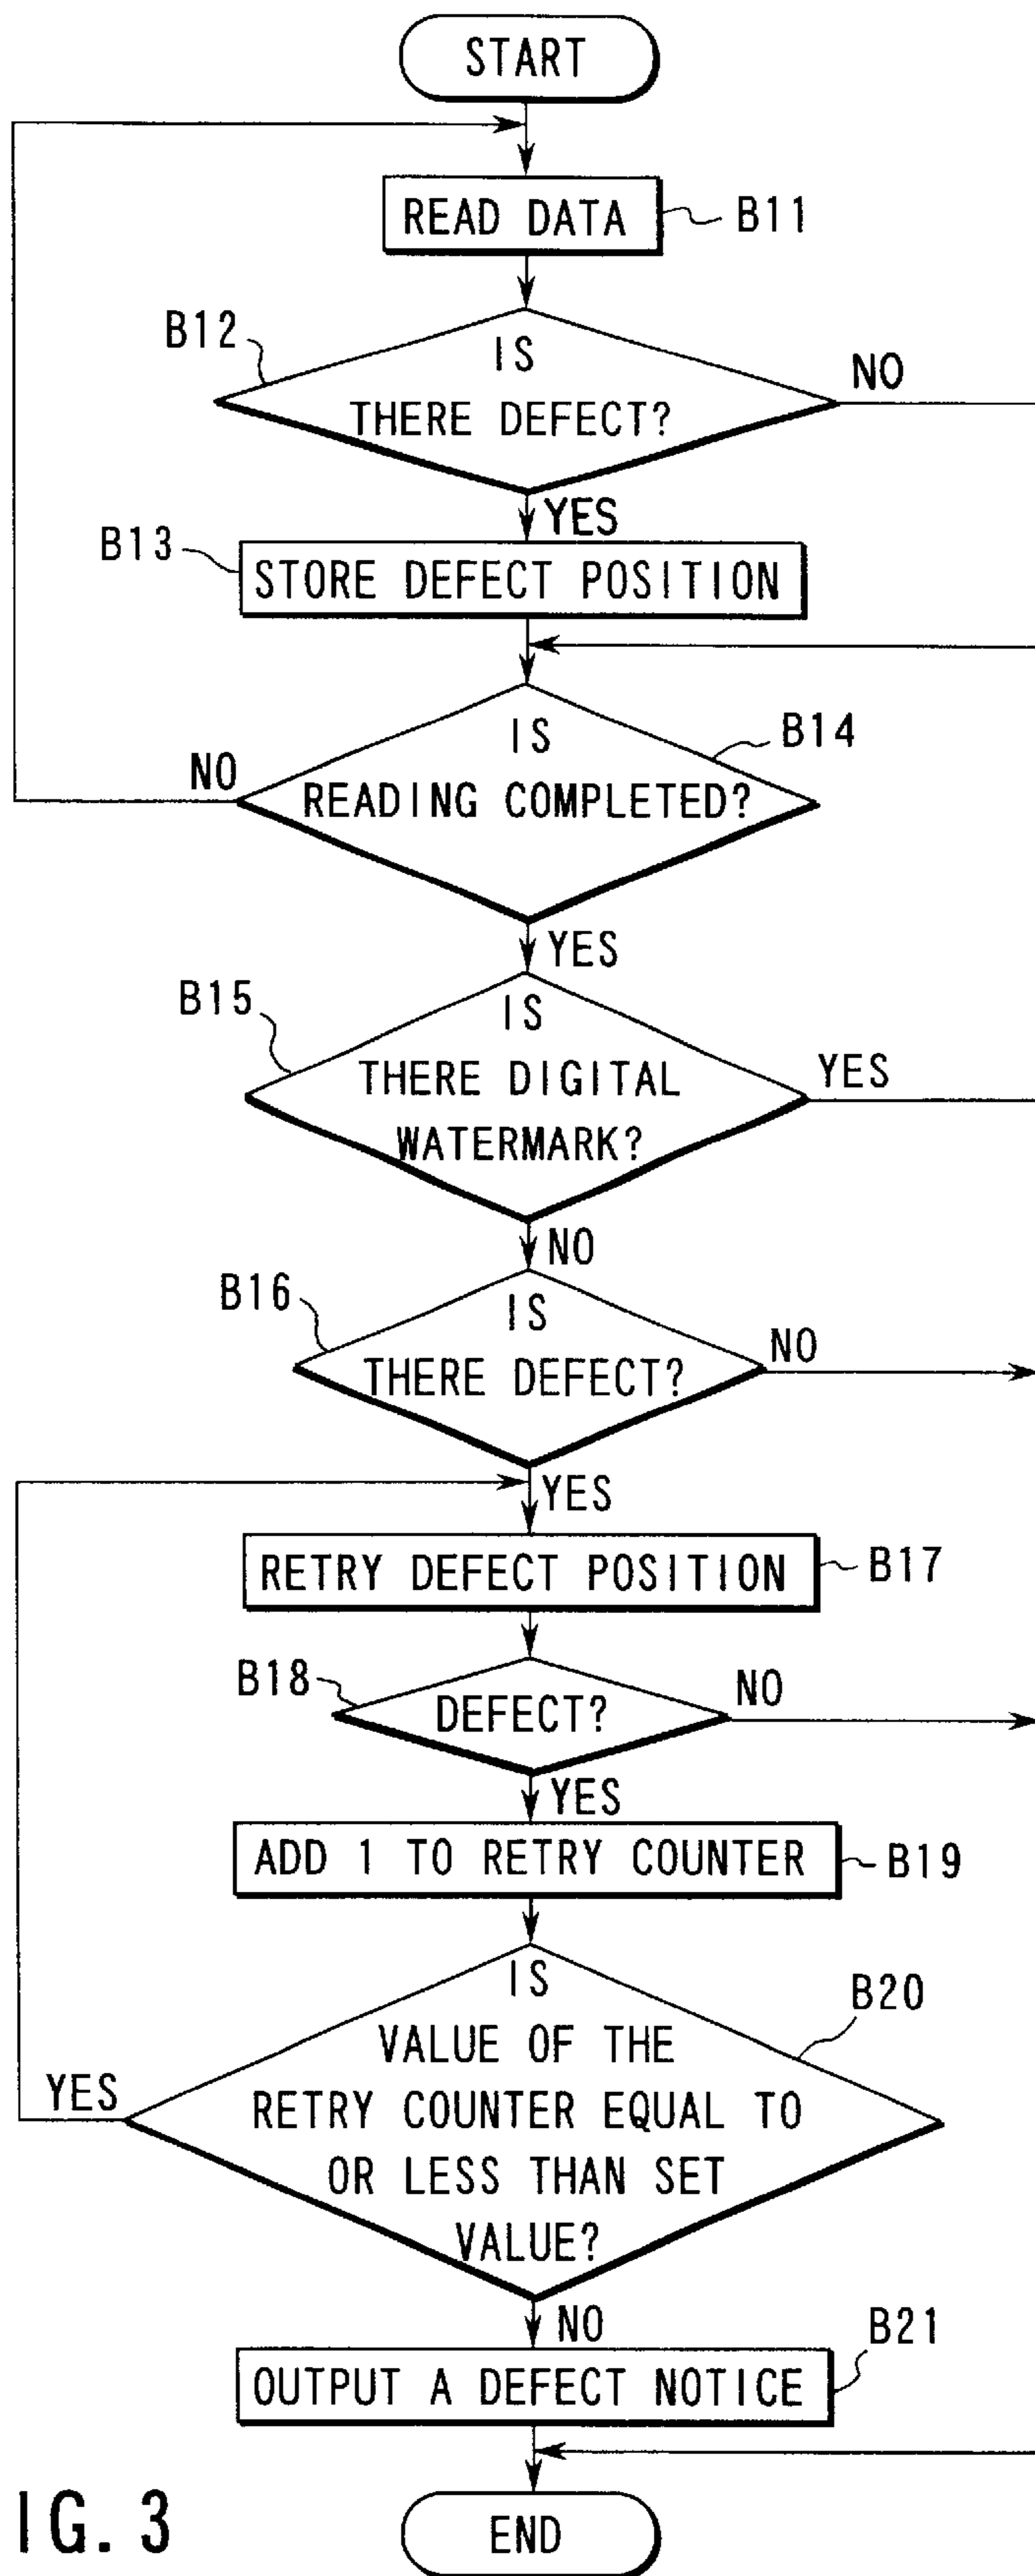 START
READ DATA
B11
B12
IS
THERE DEFECT?
NO
YES
B13
STORE DEFECT POSITION
IS
READING COMPLETED?
B14
NO
YES
B15
IS
THERE DIGITAL
WATERMARK?
YES
NO
B16
IS
THERE DEFECT?
NO
YES
RETRY DEFECT POSITION
B17
B18
DEFECT?
NO
YES
ADD 1 TO RETRY COUNTER
B19
IS
VALUE OF THE
RETRY COUNTER EQUAL TO
OR LESS THAN SET
VALUE?
B20
YES
NO
B21
OUTPUT A DEFECT NOTICE
IG. 3
END